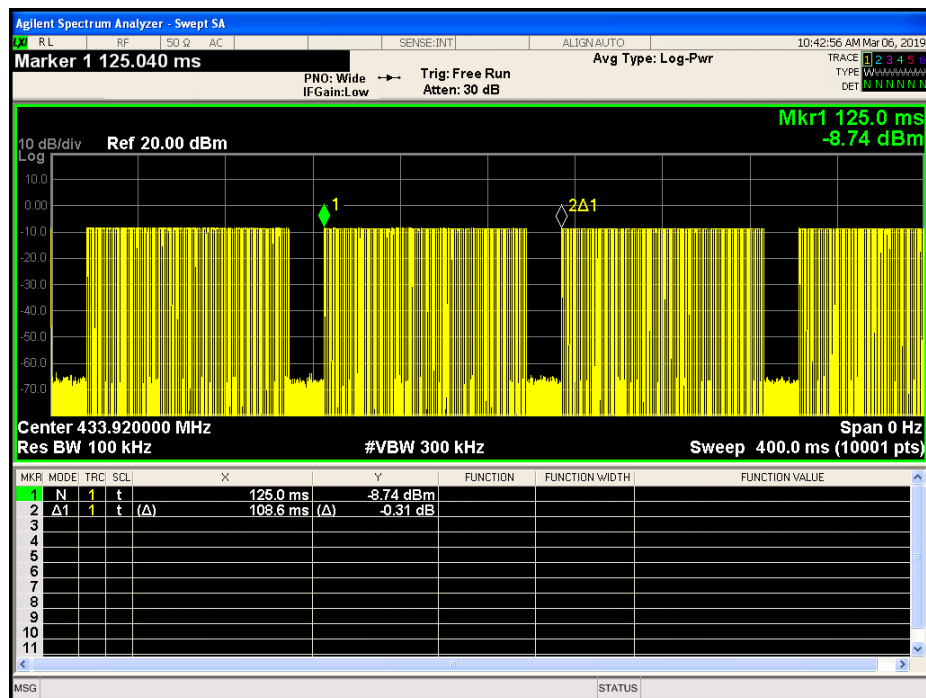 Agilent Spectrum Analyzer - Swept SA
LXI RL RF 50 Ω AC SENSE:INT ALIGN AUTO 10:42:56 AM Mar 06, 2019
Marker 1 125.040 ms
PNO: Wide Trig: Free Run Avg Type: Log-Pwr TRACE 1 2 3 4 5 6
IFGain:Low Atten: 30 dB TYPE W
DET N N N N N N
Mkr1 125.0 ms
10 dB/div Ref 20.00 dBm -8.74 dBm
Log
10.0
1 2Δ1
0.00
-10.0
-20.0
-30.0
-40.0
-50.0
-60.0
-70.0
Center 433.920000 MHz Span 0 Hz
Res BW 100 kHz #VBW 300 kHz Sweep 400.0 ms (10001 pts)
MKR MODE TRC SCL X Y FUNCTION FUNCTION WIDTH FUNCTION VALUE
1 N 1 t 125.0 ms -8.74 dBm
2 Δ1 1 t (Δ) 108.6 ms (Δ) -0.31 dB
3
4
5
6
7
8
9
10
11
MSG STATUS